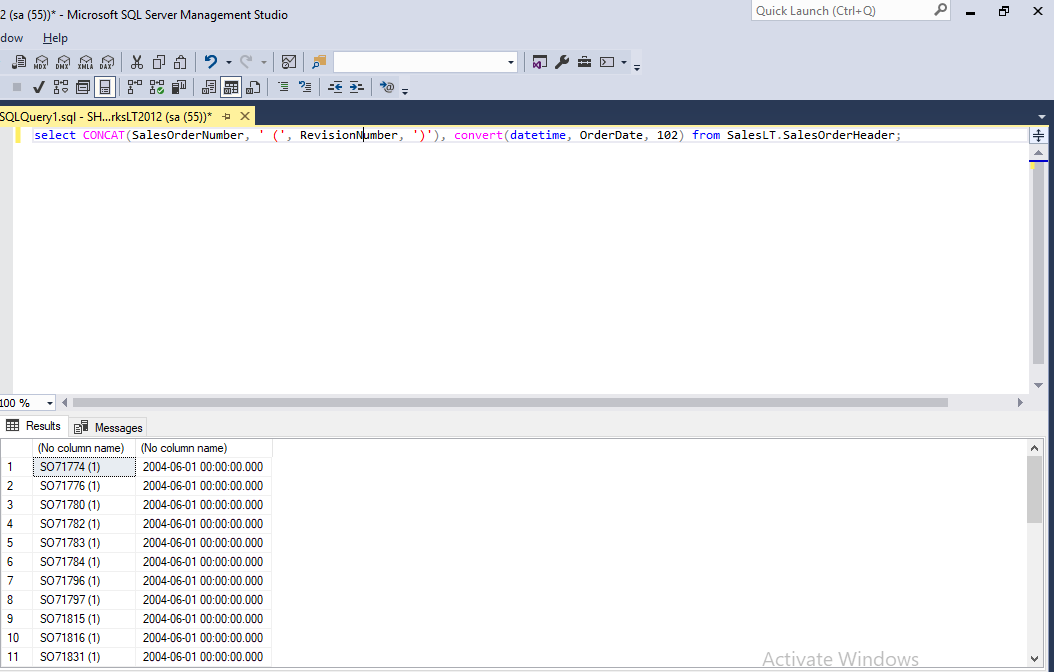 2 (sa (55))* - Microsoft SQL Server Management Studio
Quick Launch (Ctrl+Q)
dow Help
MDX DMX XMLA DAX
SQLQuery1.sql - SH...rksLT2012 (sa (55))*
select CONCAT(SalesOrderNumber, ' (', RevisionNumber, ')'), convert(datetime, OrderDate, 102) from SalesLT.SalesOrderHeader;
100 %
Results Messages
(No column name) (No column name)
1 SO71774 (1) 2004-06-01 00:00:00.000
2 SO71776 (1) 2004-06-01 00:00:00.000
3 SO71780 (1) 2004-06-01 00:00:00.000
4 SO71782 (1) 2004-06-01 00:00:00.000
5 SO71783 (1) 2004-06-01 00:00:00.000
6 SO71784 (1) 2004-06-01 00:00:00.000
7 SO71796 (1) 2004-06-01 00:00:00.000
8 SO71797 (1) 2004-06-01 00:00:00.000
9 SO71815 (1) 2004-06-01 00:00:00.000
10 SO71816 (1) 2004-06-01 00:00:00.000
11 SO71831 (1) 2004-06-01 00:00:00.000
Activate Windows